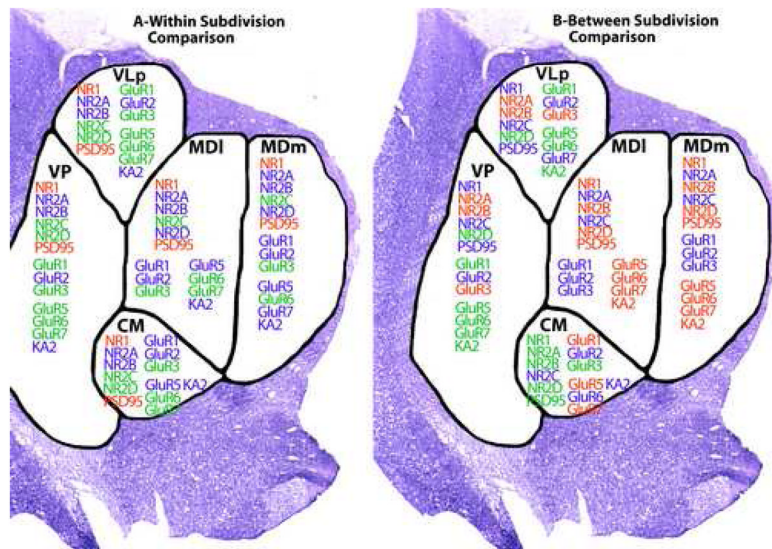 A-Within Subdivision
Comparison
VLp
NR1
NR2A
NR2B
NR2C
NR2D
PSD95
GluR1
GluR2
GluR3
GluR5
GluR6
GluR7
KA2
VP
NR1
NR2A
NR2B
NR2C
NR2D
PSD95
GluR1
GluR2
GluR3
GluR5
GluR6
GluR7
KA2
MDl
NR1
NR2A
NR2B
NR2C
NR2D
PSD95
GluR1
GluR2
GluR3
GluR5
GluR6
GluR7
KA2
MDm
NR1
NR2A
NR2B
NR2C
NR2D
PSD95
GluR1
GluR2
GluR3
GluR5
GluR6
GluR7
KA2
CM
NR1
NR2A
NR2B
NR2C
NR2D
PSD95
GluR1
GluR2
GluR3
GluR5 KA2
GluR6
B-Between Subdivision
Comparison
VLp
NR1
NR2A
NR2B
NR2C
NR2D
PSD95
GluR1
GluR2
GluR3
GluR5
GluR6
GluR7
KA2
VP
NR1
NR2A
NR2B
NR2C
NR2D
PSD95
GluR1
GluR2
GluR3
GluR5
GluR6
GluR7
KA2
MDl
NR1
NR2A
NR2B
NR2C
NR2D
PSD95
GluR1
GluR2
GluR3
GluR5
GluR6
GluR7
KA2
MDm
NR1
NR2A
NR2B
NR2C
NR2D
PSD95
GluR1
GluR2
GluR3
GluR5
GluR6
GluR7
KA2
CM
NR1
NR2A
NR2B
NR2C
NR2D
PSD95
GluR1
GluR2
GluR3
GluR5 KA2
GluR6